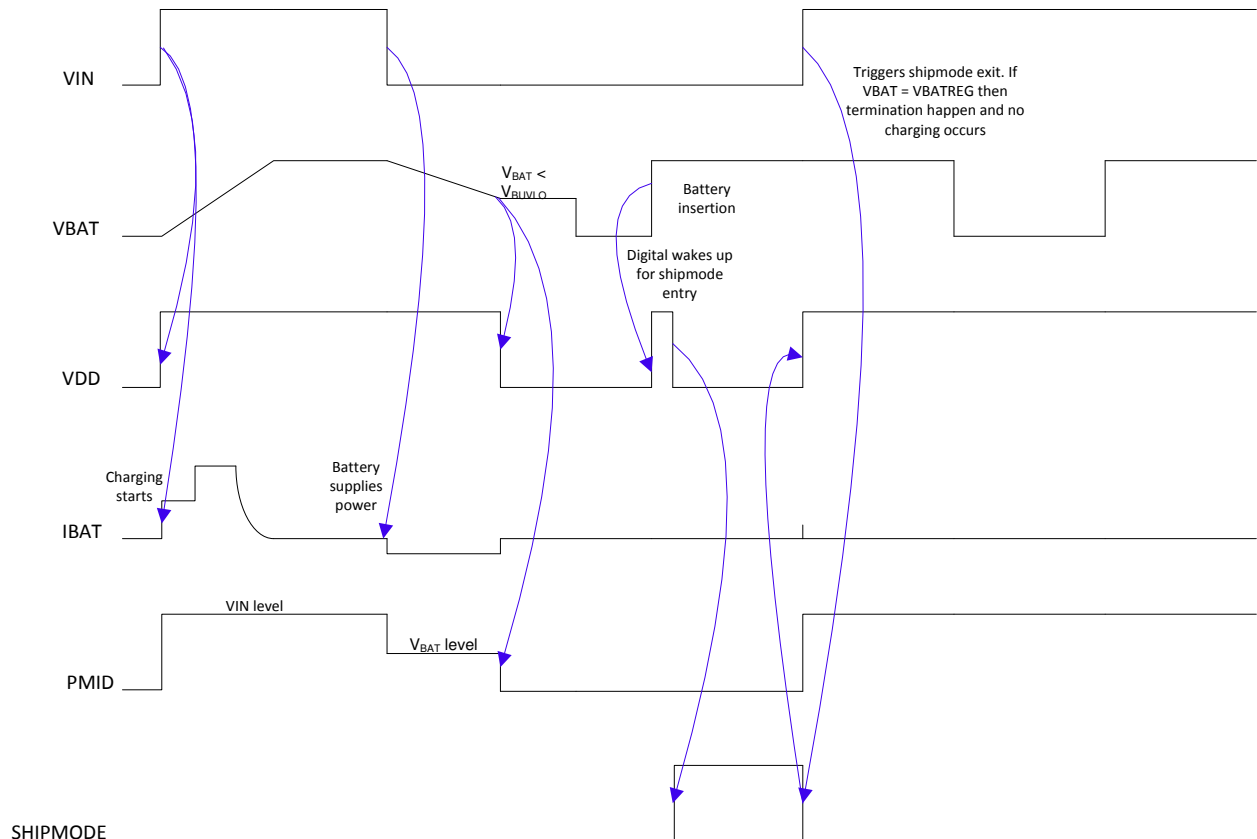 VIN
Triggers shipmode exit. If
VBAT = VBATREG then
termination happen and no
charging occurs
VBAT
VBAT <
VBUVLO
Battery
insertion
Digital wakes up
for shipmode
entry
VDD
Charging
starts
Battery
supplies
power
IBAT
VIN level
VBAT level
PMID
SHIPMODE